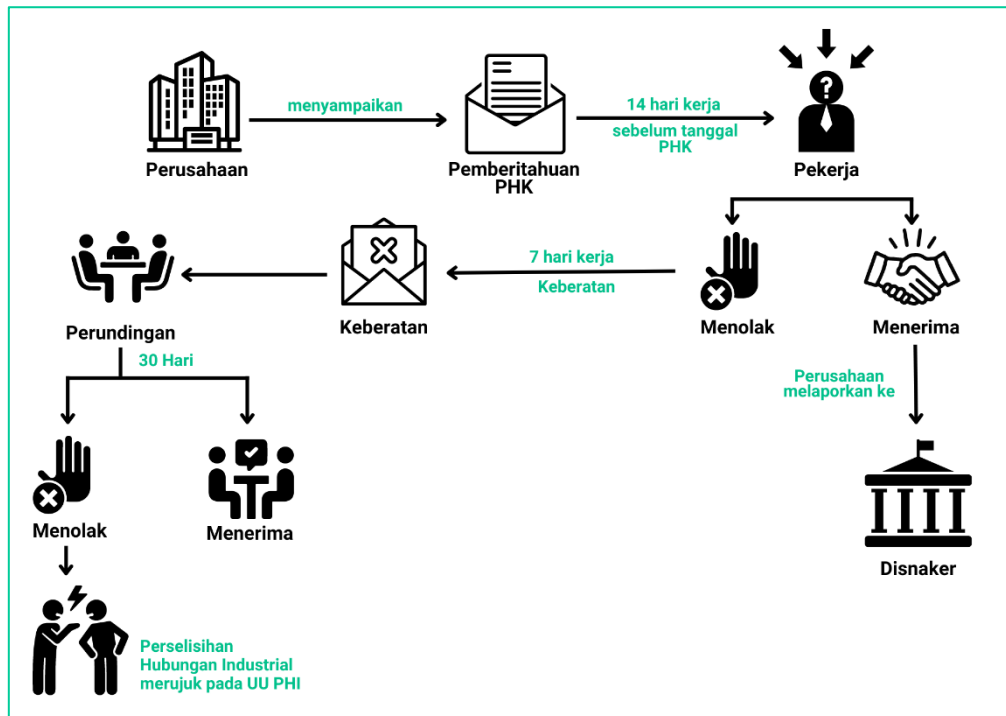 menyampaikan
14 hari kerja
sebelum tanggal
PHK
Perusahaan
Pemberitahuan
PHK
Pekerja
7 hari kerja
Keberatan
Perundingan
Keberatan
Menolak
Menerima
30 Hari
Perusahaan
melaporkan ke
Menolak
Menerima
Disnaker
Perselisihan
Hubungan Industrial
merujuk pada UU PHI